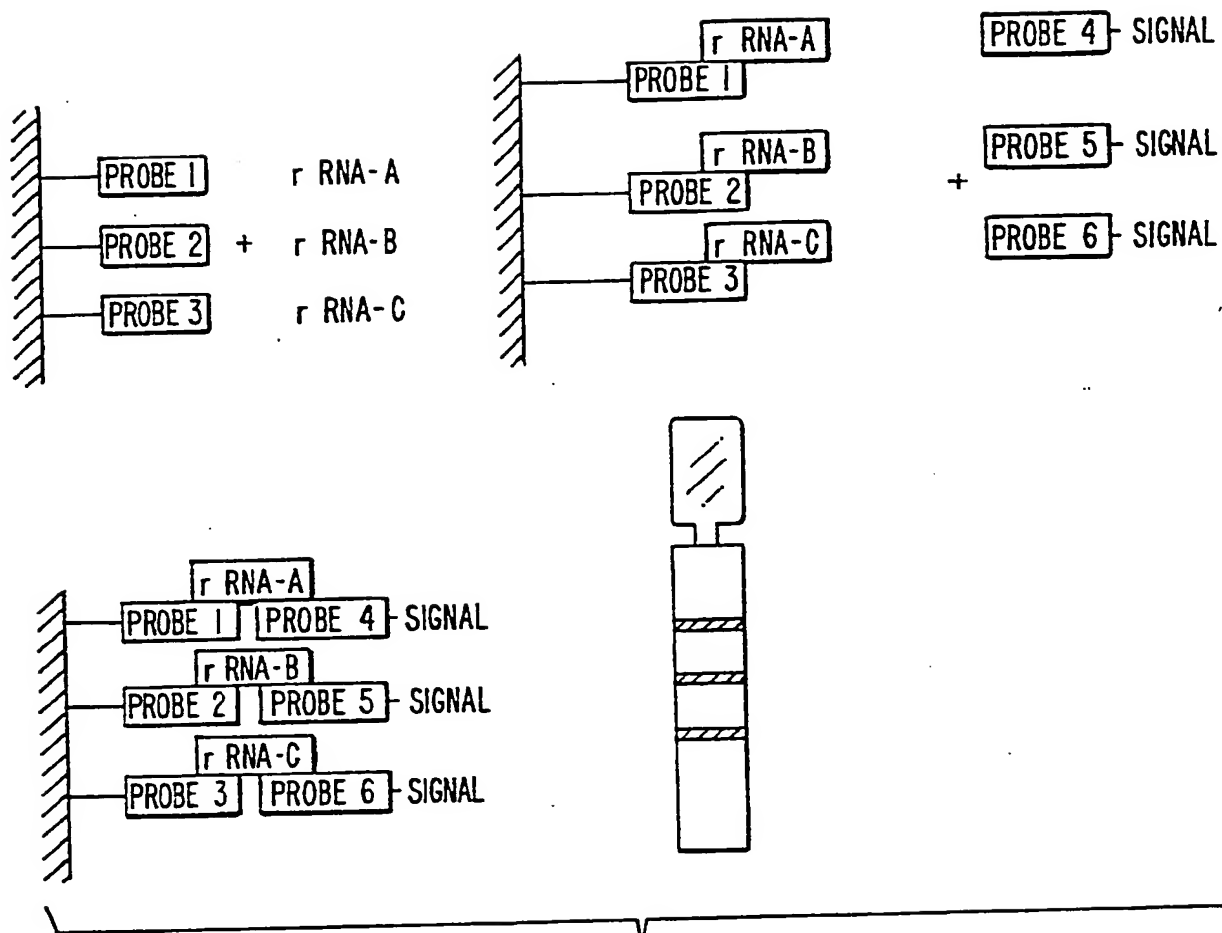 PROBE 1 r RNA-A
PROBE 2 + r RNA-B
PROBE 3 r RNA-C
r RNA-A
PROBE 1
r RNA-B
PROBE 2
r RNA-C
PROBE 3
+
PROBE 4 SIGNAL
PROBE 5 SIGNAL
PROBE 6 SIGNAL
r RNA-A
PROBE 1 PROBE 4 SIGNAL
r RNA-B
PROBE 2 PROBE 5 SIGNAL
r RNA-C
PROBE 3 PROBE 6 SIGNAL